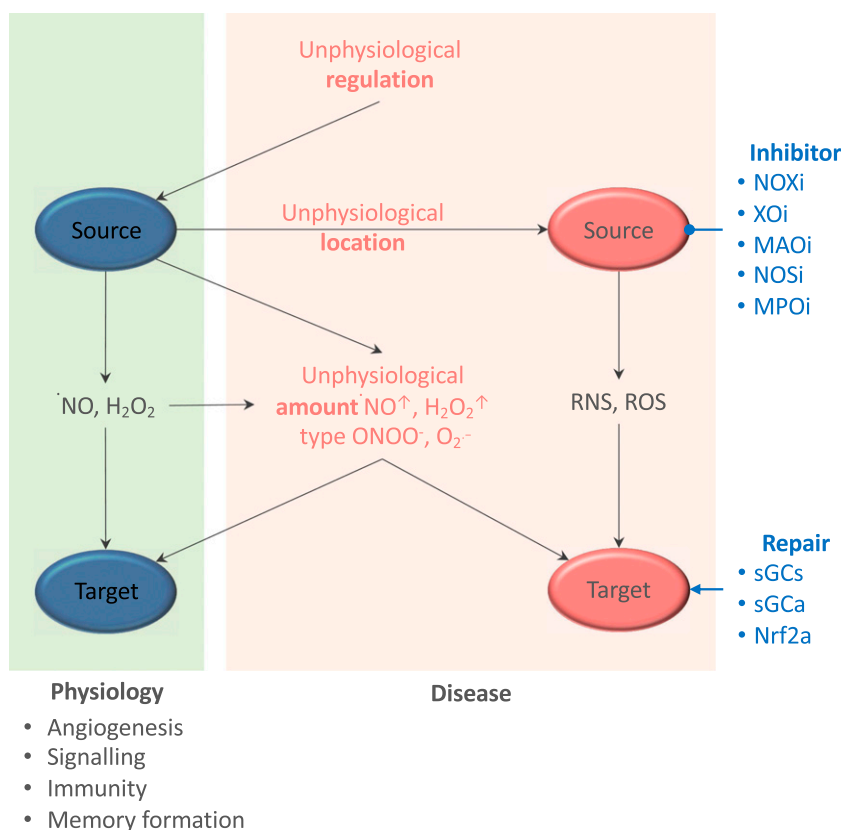 Unphysiological
regulation
Source
Unphysiological
location
Source
Inhibitor
• NOXi
• XOi
• MAOi
• NOSi
• MPOi
˙NO, H₂O₂
Unphysiological
amount˙NO↑, H₂O₂↑
type ONOO⁻, O₂.⁻
RNS, ROS
Target
Target
Repair
• sGCs
• sGCa
• Nrf2a
Physiology
• Angiogenesis
• Signalling
• Immunity
• Memory formation
Disease